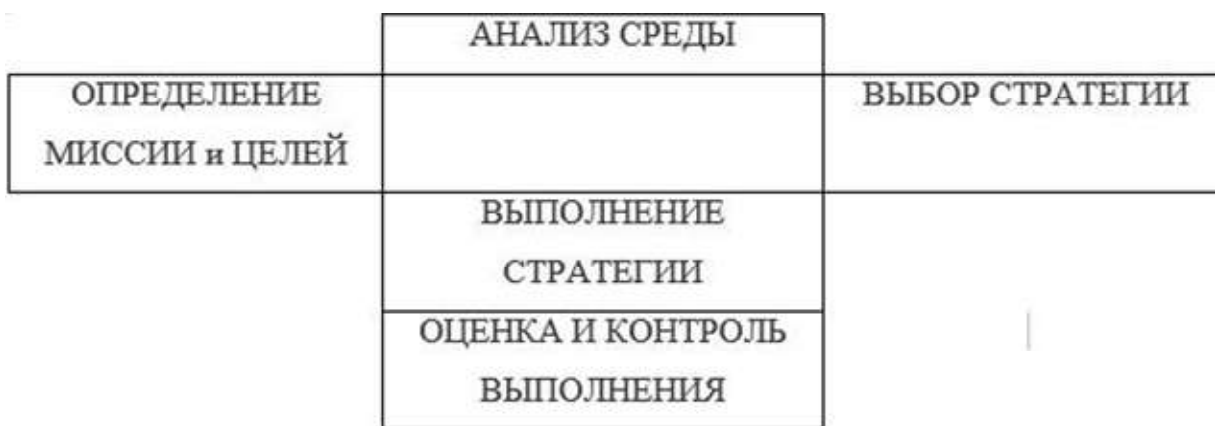 АНАЛИЗ СРЕДЫ
ОПРЕДЕЛЕНИЕ
МИССИИ и ЦЕЛЕЙ
ВЫБОР СТРАТЕГИИ
ВЫПОЛНЕНИЕ
СТРАТЕГИИ
ОЦЕНКА И КОНТРОЛЬ
ВЫПОЛНЕНИЯ